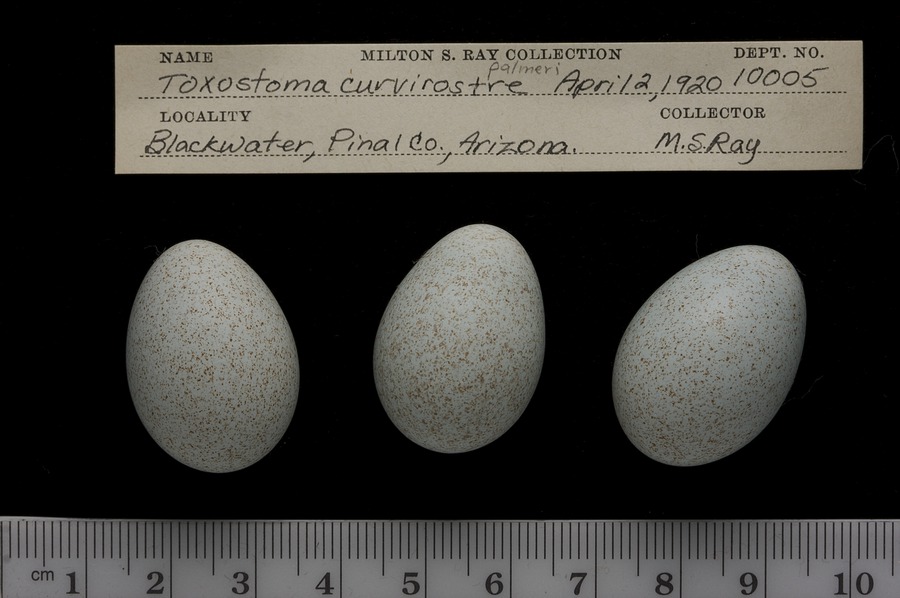 NAME MILTON S. RAY COLLECTION DEPT. NO.
palmeri
Toxostoma curvirostre April 2, 1920 10005
LOCALITY COLLECTOR
Blackwater, Pinal Co., Arizona. M.S.Ray
cm 1 2 3 4 5 6 7 8 9 10